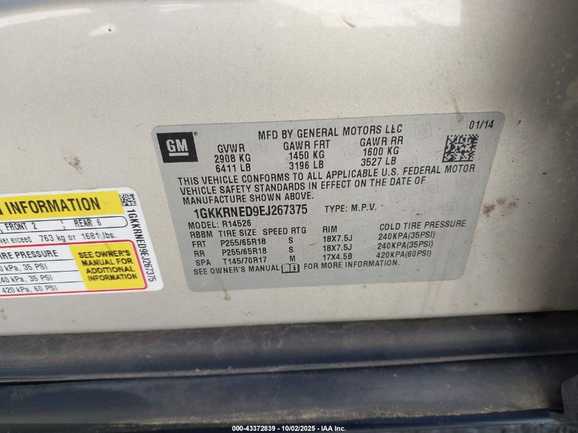 GM
MFD BY GENERAL MOTORS LLC
01/14
GVWR GAWR FRT GAWR RR
2908 KG 1450 KG 1600 KG
6411 LB 3196 LB 3527 LB
THIS VEHICLE CONFORMS TO ALL APPLICABLE U.S. FEDERAL MOTOR
VEHICLE SAFETY STANDARDS IN EFFECT ON THE DATE OF
MANUFACTURE SHOWN ABOVE.
1GKKRNED9EJ267375 TYPE: M.P.V.
MODEL: R14526
RBBM TIRE SIZE SPEED RTG RIM COLD TIRE PRESSURE
FRT P255/65R18 S 18X7.5J 240KPA(35PSI)
RR P255/65R18 S 18X7.5J 240KPA(35PSI)
SPA T145/70R17 M 17X4.5B 420KPA(60PSI)
SEE OWNER'S MANUAL FOR MORE INFORMATION.
INFORMATION
FRONT 2 REAR 6
exceed 763 kg or 1681 lbs.
TIRE PRESSURE
kPa, 35 PSI
240 kPa, 35 PSI
420 kPa, 60 PSI
SEE OWNER'S
MANUAL FOR
ADDITIONAL
INFORMATION
1GKKRNED9EJ267375
000-43372839 | 10/02/2025 | © IAA